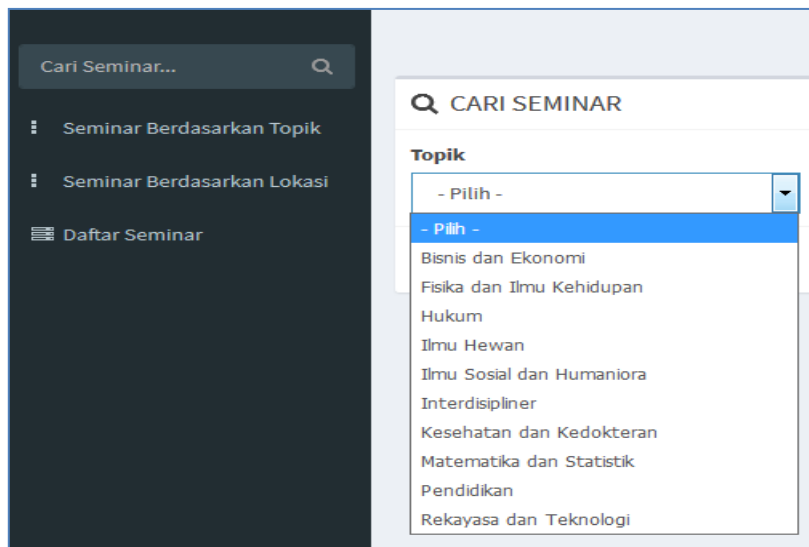 Cari Seminar...
Seminar Berdasarkan Topik
Seminar Berdasarkan Lokasi
Daftar Seminar
CARI SEMINAR
Topik
- Pilih -
- Pilih -
Bisnis dan Ekonomi
Fisika dan Ilmu Kehidupan
Hukum
Ilmu Hewan
Ilmu Sosial dan Humaniora
Interdisipliner
Kesehatan dan Kedokteran
Matematika dan Statistik
Pendidikan
Rekayasa dan Teknologi